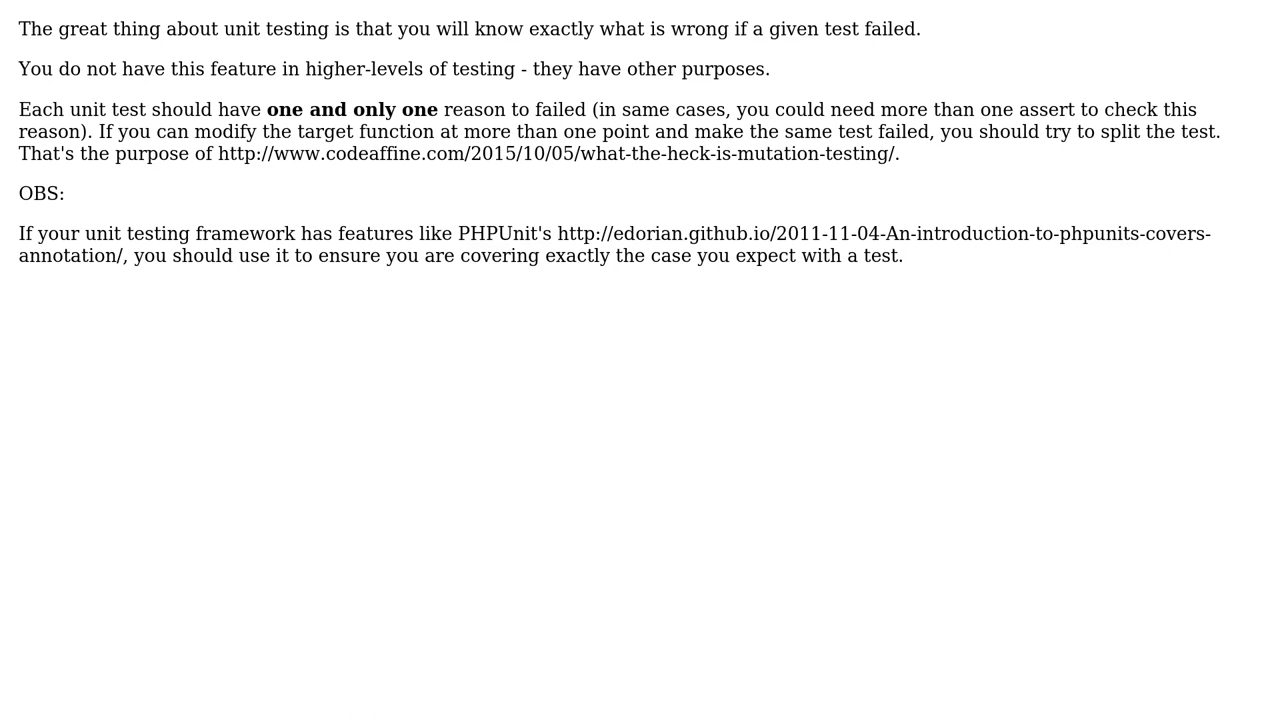 The great thing about unit testing is that you will know exactly what is wrong if a given test failed.
You do not have this feature in higher-levels of testing - they have other purposes.
Each unit test should have one and only one reason to failed (in same cases, you could need more than one assert to check this
reason). If you can modify the target function at more than one point and make the same test failed, you should try to split the test.
That's the purpose of http://www.codeaffine.com/2015/10/05/what-the-heck-is-mutation-testing/.
OBS:
If your unit testing framework has features like PHPUnit's http://edorian.github.io/2011-11-04-An-introduction-to-phpunits-covers-
annotation/, you should use it to ensure you are covering exactly the case you expect with a test.